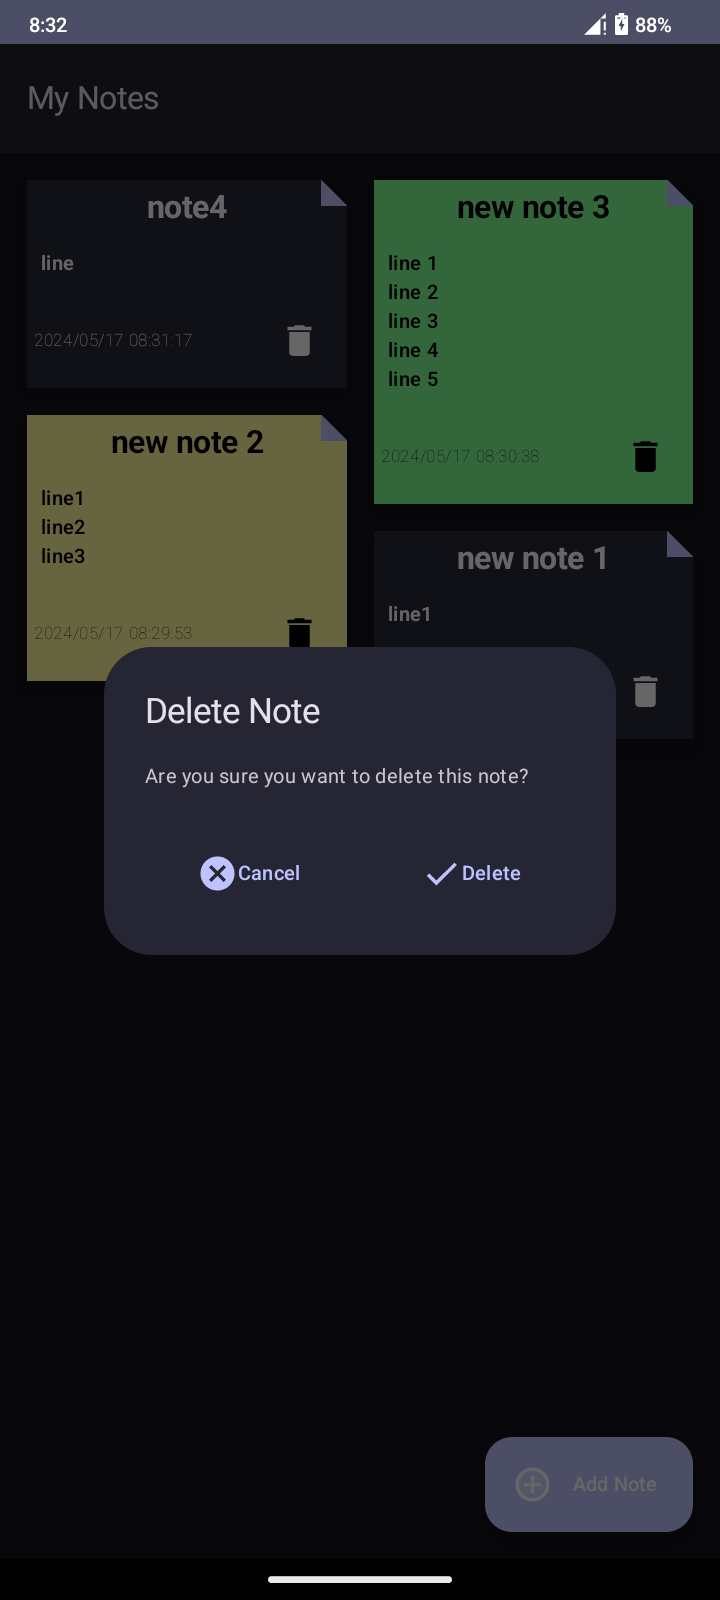 8:32
88%
My Notes
note4
line
2024/05/17 08:31:17
new note 3
line 1
line 2
line 3
line 4
line 5
2024/05/17 08:30:38
new note 2
line1
line2
line3
2024/05/17 08:29:53
new note 1
line1
Delete Note
Are you sure you want to delete this note?
Cancel
Delete
Add Note